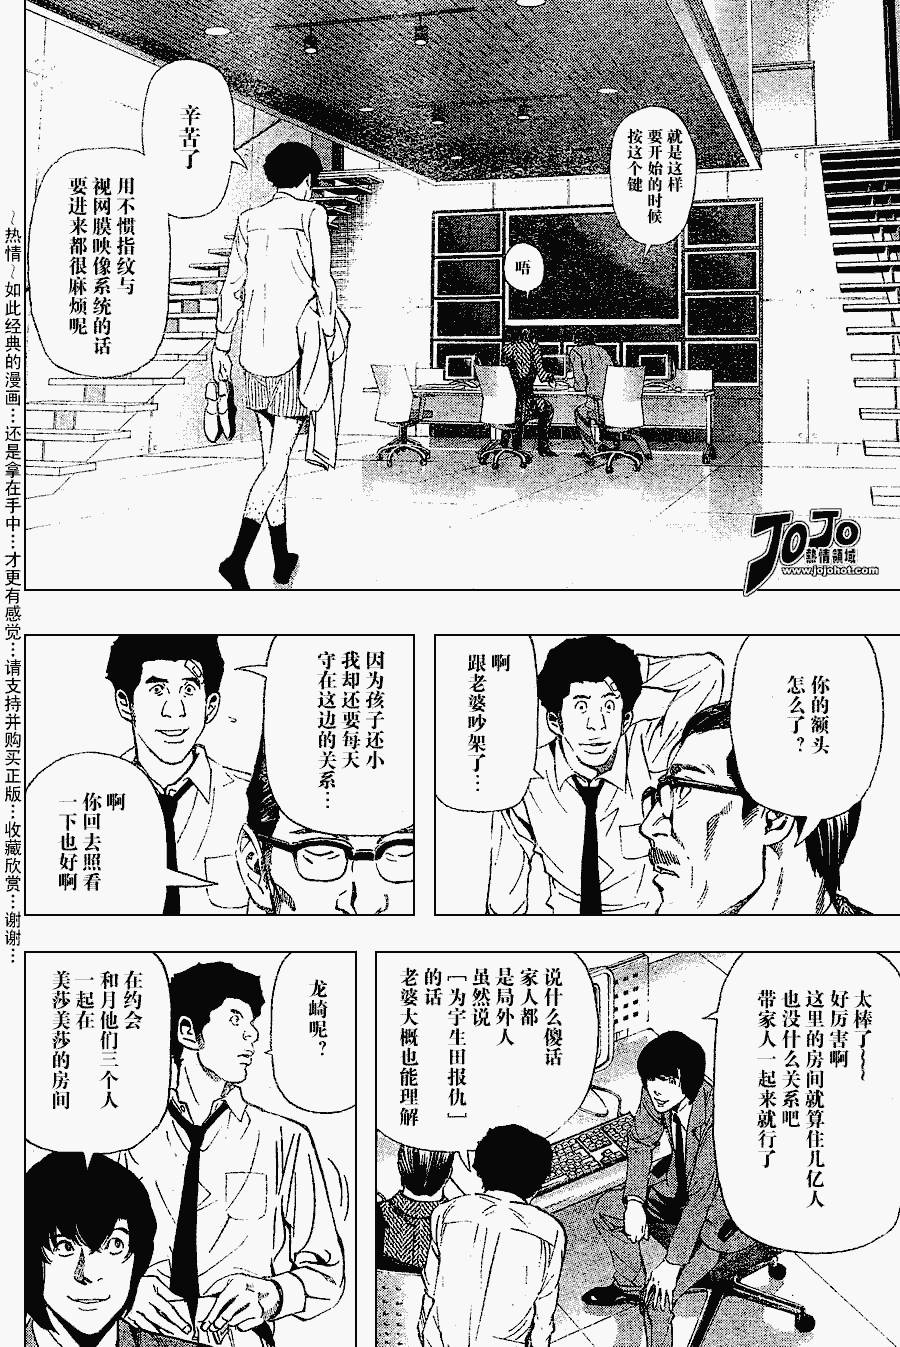 就是这样
要开始的时候
按这个键
唔
辛苦了
用不惯指纹与
视网膜映像系统的话
要进来都很麻烦呢
JOJO
熱情領域
www.jojohot.com
你的额头
怎么了?
啊
跟老婆吵架了…
因为孩子还小
我却还要每天
守在这边的关系…
啊
你回去照看
一下也好啊
太棒了~~~
好厉害啊
这里的房间就算住几亿人
也没什么关系吧
带家人一起来就行了
说什么傻话
家人都
是局外人
虽然说
[为宇生田报仇]
的话
老婆大概也能理解
龙崎呢?
在约会
和月他们三个人
一起在
美莎美莎的房间
~热情~如此经典的漫画…还是拿在手中…才更有感觉…请支持并购买正版…收藏欣赏…谢谢…